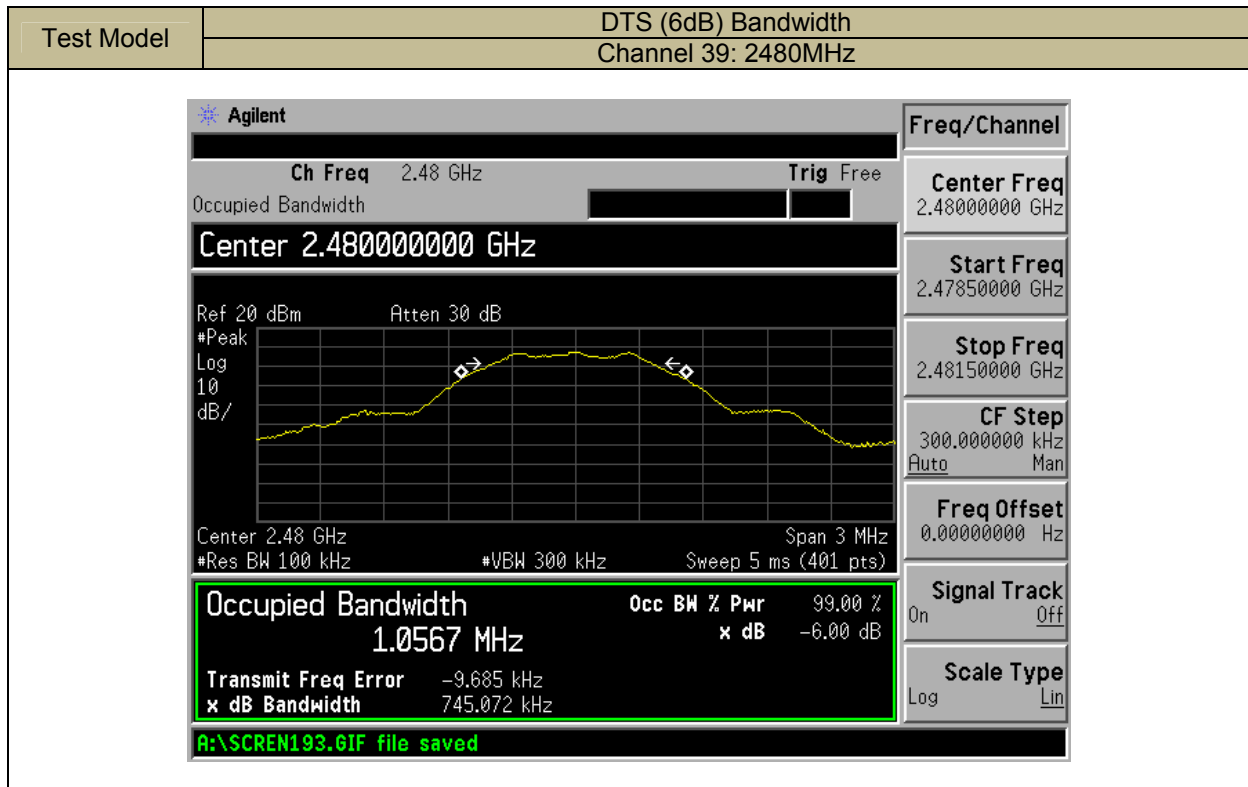 Test Model
DTS (6dB) Bandwidth
Channel 39: 2480MHz
Agilent
Freq/Channel
Ch Freq 2.48 GHz Trig Free
Occupied Bandwidth
Center 2.480000000 GHz
Ref 20 dBm Atten 30 dB
#Peak
Log
10
dB/
Center 2.48 GHz Span 3 MHz
#Res BW 100 kHz #VBW 300 kHz Sweep 5 ms (401 pts)
Occupied Bandwidth
1.0567 MHz
Occ BW % Pwr 99.00 %
x dB -6.00 dB
Transmit Freq Error -9.685 kHz
x dB Bandwidth 745.072 kHz
A:\SCREN193.GIF file saved
Center Freq
2.48000000 GHz
Start Freq
2.47850000 GHz
Stop Freq
2.48150000 GHz
CF Step
300.000000 kHz
Auto Man
Freq Offset
0.00000000 Hz
Signal Track
On Off
Scale Type
Log Lin